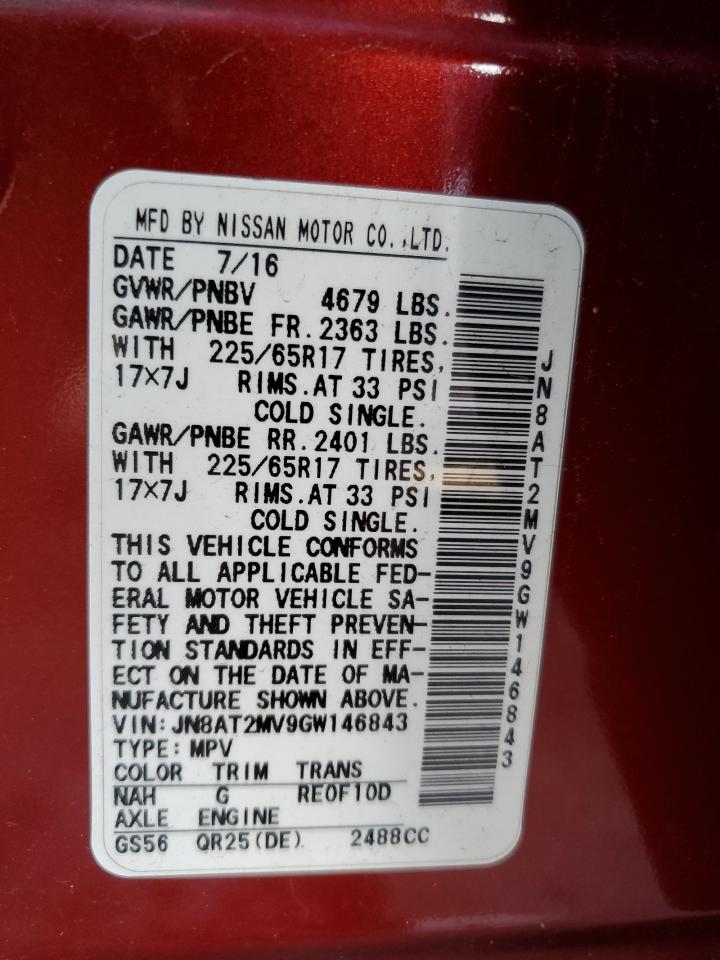 MFD BY NISSAN MOTOR CO.,LTD.
DATE 7/16
GVWR/PNBV 4679 LBS.
GAWR/PNBE FR. 2363 LBS.
WITH 225/65R17 TIRES,
17×7J RIMS. AT 33 PSI
COLD SINGLE.
GAWR/PNBE RR. 2401 LBS.
WITH 225/65R17 TIRES,
17×7J RIMS. AT 33 PSI
COLD SINGLE.
THIS VEHICLE CONFORMS
TO ALL APPLICABLE FED-
ERAL MOTOR VEHICLE SA-
FETY AND THEFT PREVEN-
TION STANDARDS IN EFF-
ECT ON THE DATE OF MA-
NUFACTURE SHOWN ABOVE.
VIN: JN8AT2MV9GW146843
TYPE: MPV
COLOR TRIM TRANS
NAH G RE0F10D
AXLE ENGINE
GS56 QR25(DE) 2488CC
JN8AT2MV9GW146843